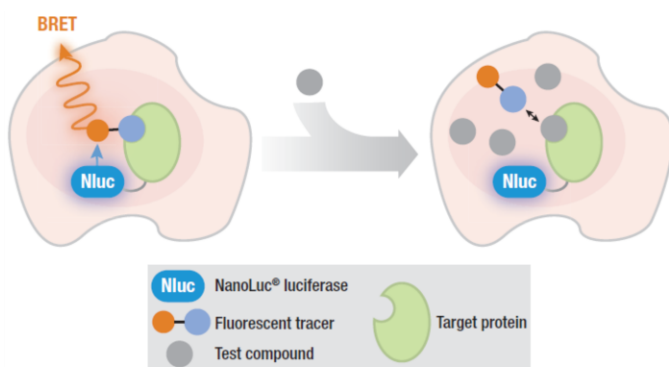 BRET
Nluc
Nluc
Nluc NanoLuc® luciferase
Fluorescent tracer
Target protein
Test compound